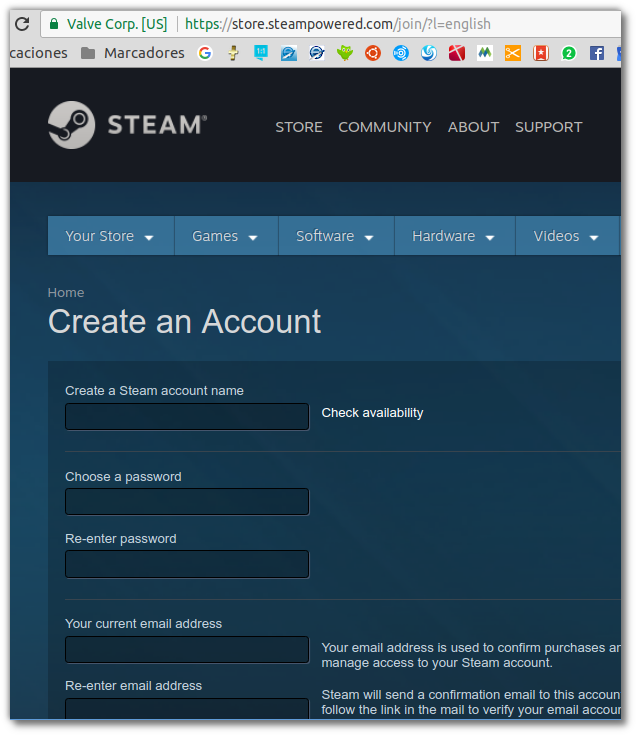 Valve Corp. [US] https://store.steampowered.com/join/?l=english
caciones Marcadores
STEAM®
STORE COMMUNITY ABOUT SUPPORT
Your Store Games Software Hardware Videos
Home
Create an Account
Create a Steam account name
Check availability
Choose a password
Re-enter password
Your current email address
Your email address is used to confirm purchases an
manage access to your Steam account.
Re-enter email address
Steam will send a confirmation email to this accoun
follow the link in the mail to verify your email accoun